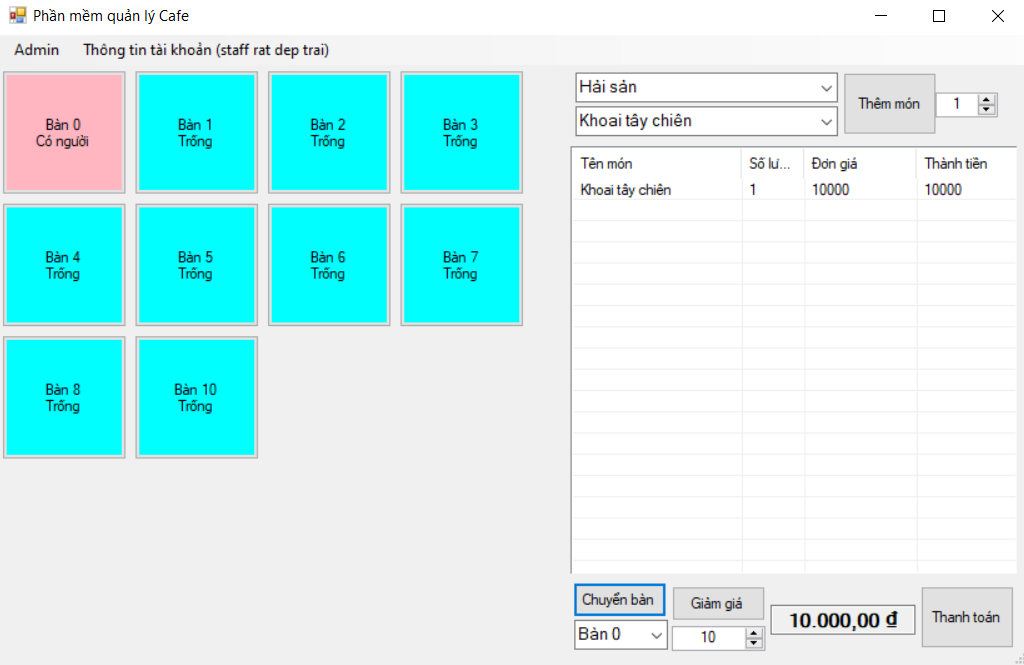 Phần mềm quản lý Cafe
Admin Thông tin tài khoản (staff rat dep trai)
Bàn 0
Có người
Bàn 1
Trống
Bàn 2
Trống
Bàn 3
Trống
Bàn 4
Trống
Bàn 5
Trống
Bàn 6
Trống
Bàn 7
Trống
Bàn 8
Trống
Bàn 10
Trống
Hải sản
Khoai tây chiên
Thêm món
1
Tên món Số lư... Đơn giá Thành tiền
Khoai tây chiên 1 10000 10000
Chuyển bàn
Bàn 0
Giảm giá
10
10.000,00 ₫
Thanh toán